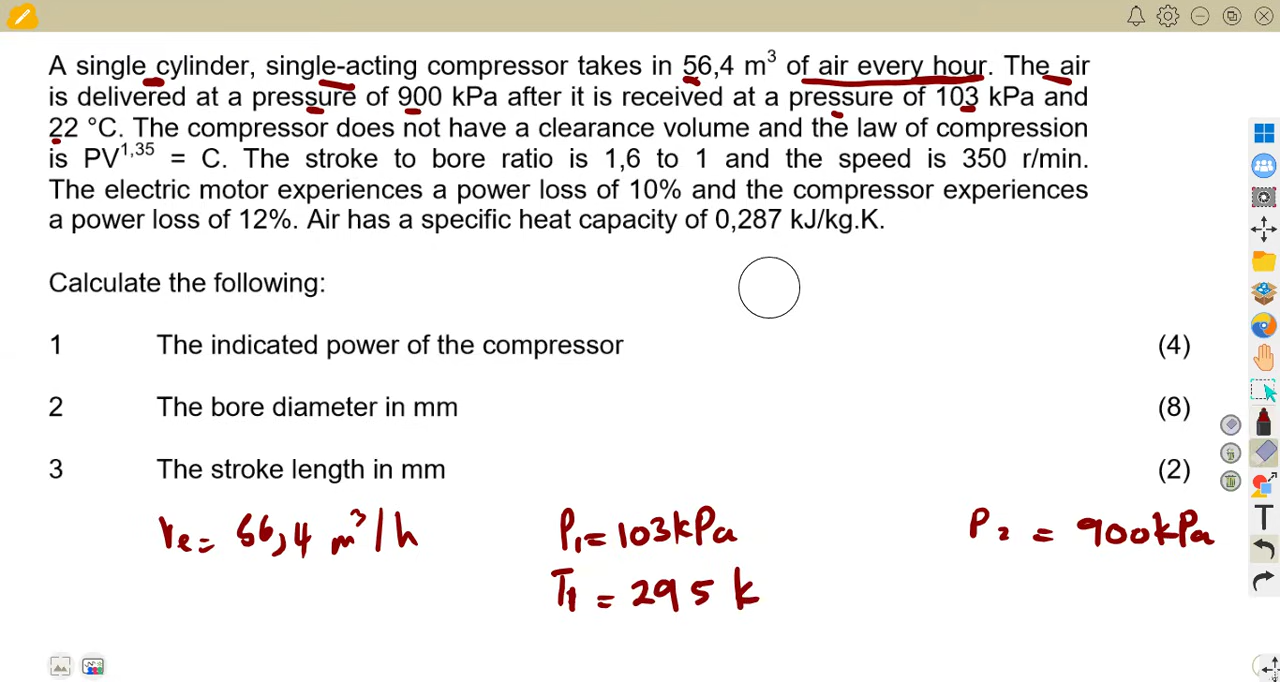 A single cylinder, single-acting compressor takes in 56,4 m³ of air every hour. The air
is delivered at a pressure of 900 kPa after it is received at a pressure of 103 kPa and
22 °C. The compressor does not have a clearance volume and the law of compression
is PV¹,³⁵ = C. The stroke to bore ratio is 1,6 to 1 and the speed is 350 r/min.
The electric motor experiences a power loss of 10% and the compressor experiences
a power loss of 12%. Air has a specific heat capacity of 0,287 kJ/kg.K.
Calculate the following:
1 The indicated power of the compressor (4)
2 The bore diameter in mm (8)
3 The stroke length in mm (2)
Ve = 56,4 m³/h P₁ = 103kPa P₂ = 900kPa
T₁ = 295 k